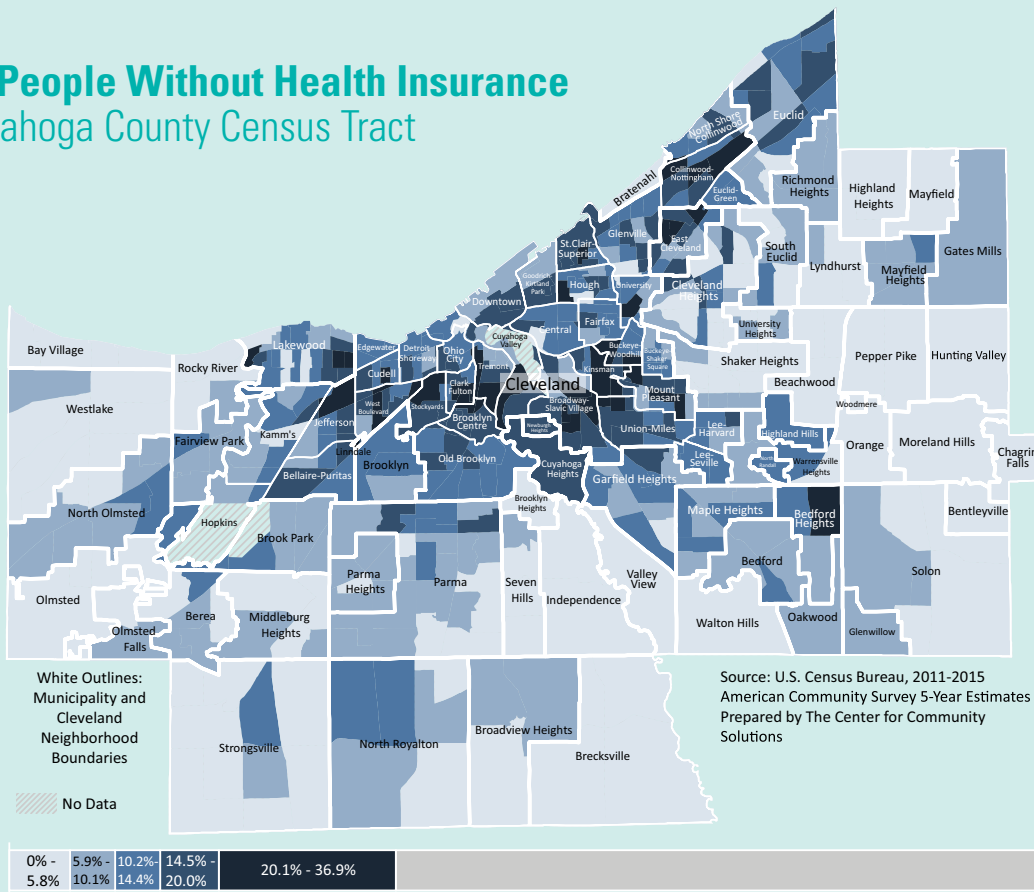 People Without Health Insurance
ahoga County Census Tract
Euclid
North Shore
Collinwood
Collinwood-
Nottingham
Bratenahl
Euclid-
Green
Richmond
Heights
Highland
Heights
Mayfield
Gates Mills
Glenville
St.Clair-
Superior
East
Cleveland
South
Euclid
Lyndhurst
Mayfield
Heights
Goodrich-
Kirtland
Park
Hough
University
Cleveland
Heights
Downtown
Central
Fairfax
University
Heights
Cuyahoga
Valley
Lakewood
Edgewater
Detroit-
Shoreway
Ohio
City
Tremont
Buckeye-
Woodhill
Buckeye-
Shaker
Square
Shaker Heights
Pepper Pike
Hunting Valley
Bay Village
Rocky River
Cudell
Kinsman
Beachwood
Clark-
Fulton
Cleveland
Mount
Pleasant
Westlake
West
Boulevard
Stockyards
Broadway-
Slavic Village
Woodmere
Brooklyn
Centre
Newburgh
Heights
Union-Miles
Lee-
Harvard
Highland Hills
Kamm's
Jefferson
Fairview Park
Linndale
Orange
Moreland Hills
Chagrin
Falls
Brooklyn
Old Brooklyn
Cuyahoga
Heights
Lee-
Seville
North
Randall
Warrensville
Heights
Bellaire-Puritas
Garfield Heights
North Olmsted
Hopkins
Brooklyn
Heights
Maple Heights
Bedford
Heights
Bentleyville
Brook Park
Bedford
Solon
Parma
Heights
Parma
Seven
Hills
Independence
Valley
View
Olmsted
Berea
Middleburg
Heights
Walton Hills
Oakwood
Glenwillow
Olmsted
Falls
White Outlines:
Municipality and
Cleveland
Neighborhood
Boundaries
Source: U.S. Census Bureau, 2011-2015
American Community Survey 5-Year Estimates
Prepared by The Center for Community
Solutions
Strongsville
North Royalton
Broadview Heights
Brecksville
No Data
0% -
5.8%
5.9% -
10.1%
10.2%-
14.4%
14.5% -
20.0%
20.1% - 36.9%